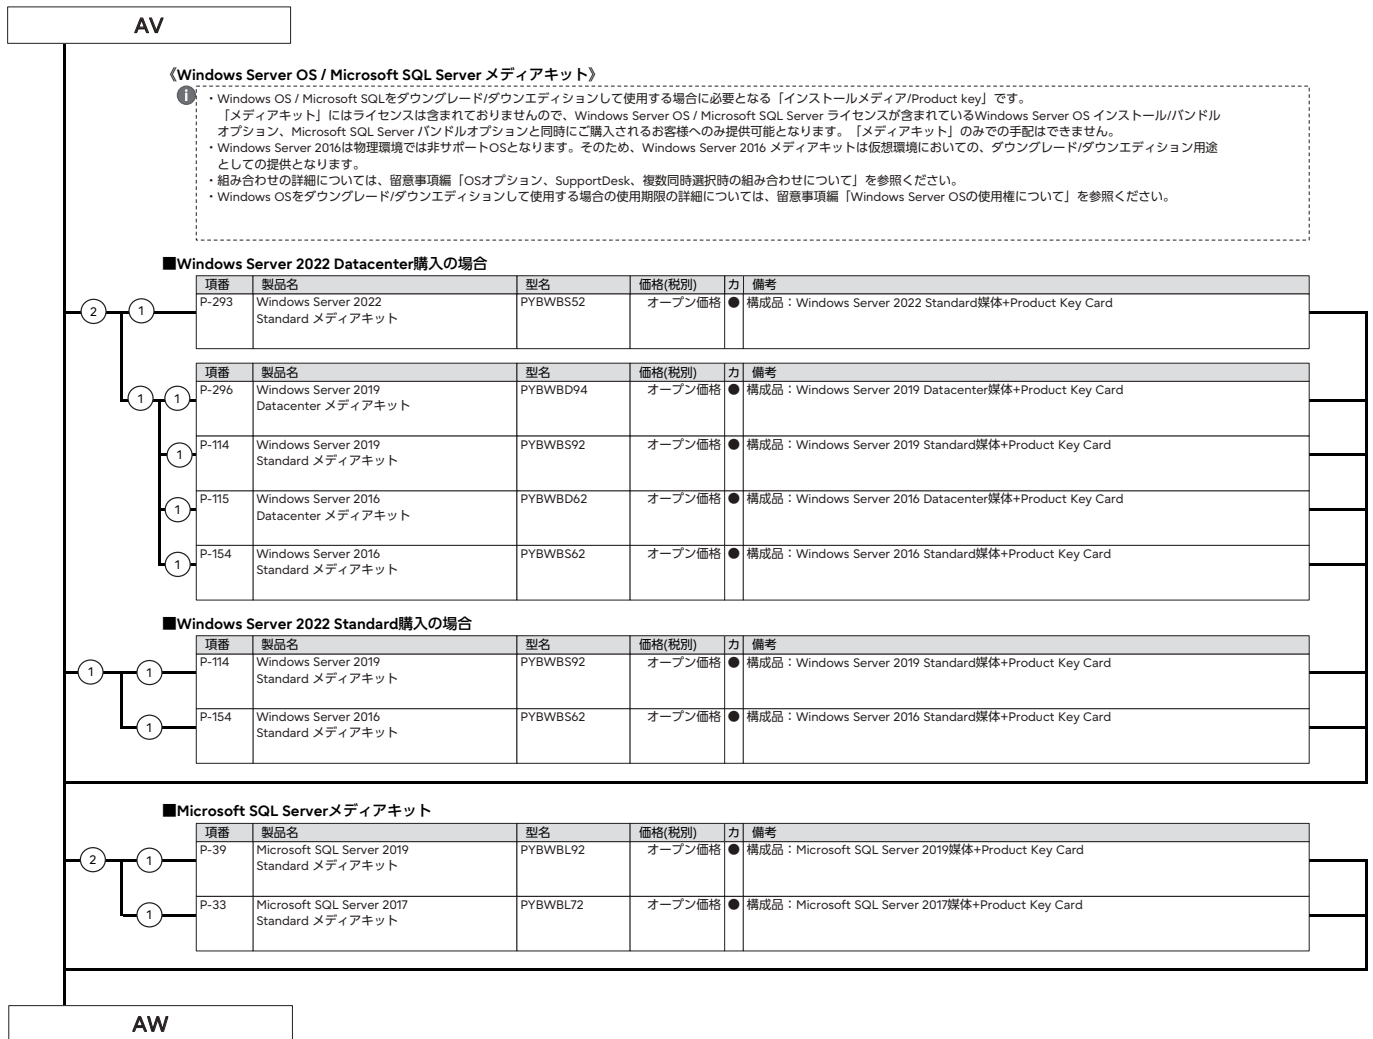 AV
《Windows Server OS / Microsoft SQL Server メディアキット》
i
・Windows OS / Microsoft SQLをダウングレード/ダウンエディションして使用する場合に必要となる「インストールメディア/Product key」です。
「メディアキット」にはライセンスは含まれておりませんので、Windows Server OS / Microsoft SQL Server ライセンスが含まれているWindows Server OS インストール/バンドル
オプション、Microsoft SQL Server バンドルオプションと同時にご購入されるお客様へのみ提供可能となります。「メディアキット」のみでの手配はできません。
・Windows Server 2016は物理環境では非サポートOSとなります。そのため、Windows Server 2016 メディアキットは仮想環境においての、ダウングレード/ダウンエディション用途
としての提供となります。
・組み合わせの詳細については、留意事項編「OSオプション、SupportDesk、複数同時選択時の組み合わせについて」を参照ください。
・Windows OSをダウングレード/ダウンエディションして使用する場合の使用期限の詳細については、留意事項編「Windows Server OSの使用権について」を参照ください。
■Windows Server 2022 Datacenter購入の場合
項番 製品名 型名 価格(税別) カ 備考
2 1 P-293 Windows Server 2022 PYBWBS52 オープン価格 ● 構成品：Windows Server 2022 Standard媒体+Product Key Card
Standard メディアキット
項番 製品名 型名 価格(税別) カ 備考
1 1 P-296 Windows Server 2019 PYBWBD94 オープン価格 ● 構成品：Windows Server 2019 Datacenter媒体+Product Key Card
Datacenter メディアキット
1 P-114 Windows Server 2019 PYBWBS92 オープン価格 ● 構成品：Windows Server 2019 Standard媒体+Product Key Card
Standard メディアキット
1 P-115 Windows Server 2016 PYBWBD62 オープン価格 ● 構成品：Windows Server 2016 Datacenter媒体+Product Key Card
Datacenter メディアキット
1 P-154 Windows Server 2016 PYBWBS62 オープン価格 ● 構成品：Windows Server 2016 Standard媒体+Product Key Card
Standard メディアキット
■Windows Server 2022 Standard購入の場合
項番 製品名 型名 価格(税別) カ 備考
1 1 P-114 Windows Server 2019 PYBWBS92 オープン価格 ● 構成品：Windows Server 2019 Standard媒体+Product Key Card
Standard メディアキット
1 P-154 Windows Server 2016 PYBWBS62 オープン価格 ● 構成品：Windows Server 2016 Standard媒体+Product Key Card
Standard メディアキット
■Microsoft SQL Serverメディアキット
項番 製品名 型名 価格(税別) カ 備考
2 1 P-39 Microsoft SQL Server 2019 PYBWBL92 オープン価格 ● 構成品：Microsoft SQL Server 2019媒体+Product Key Card
Standard メディアキット
1 P-33 Microsoft SQL Server 2017 PYBWBL72 オープン価格 ● 構成品：Microsoft SQL Server 2017媒体+Product Key Card
Standard メディアキット
AW